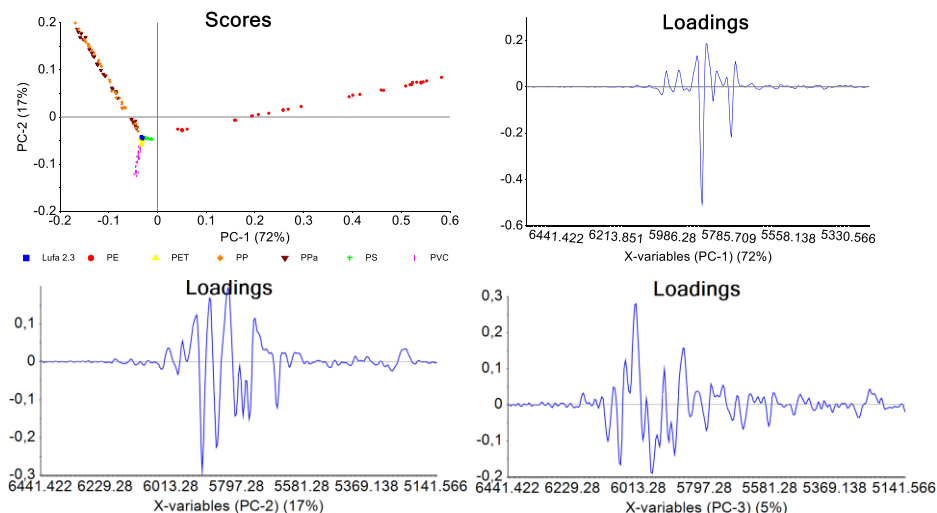 Scores
0.2
0.1
0
-0.1
-0.2
PC-2 (17%)
-0.2 -0.1 0 0.1 0.2 0.3 0.4 0.5 0.6
PC-1 (72%)
Lufa 2.3 PE PET PP PPa PS PVC
Loadings
0.2
0
-0.2
-0.4
-0.6
6441.422 6213.851 5986.28 5785.709 5558.138 5330.566
X-variables (PC-1) (72%)
Loadings
0,1
0
-0.1
-0.2
-0.3
6441.422 6229.28 6013.28 5797.28 5581.28 5369.138 5141.566
X-variables (PC-2) (17%)
Loadings
0,3
0.2
0.1
0
-0.1
-0.2
6441.422 6229.28 6013.28 5797.28 5581.28 5369.138 5141.566
X-variables (PC-3) (5%)